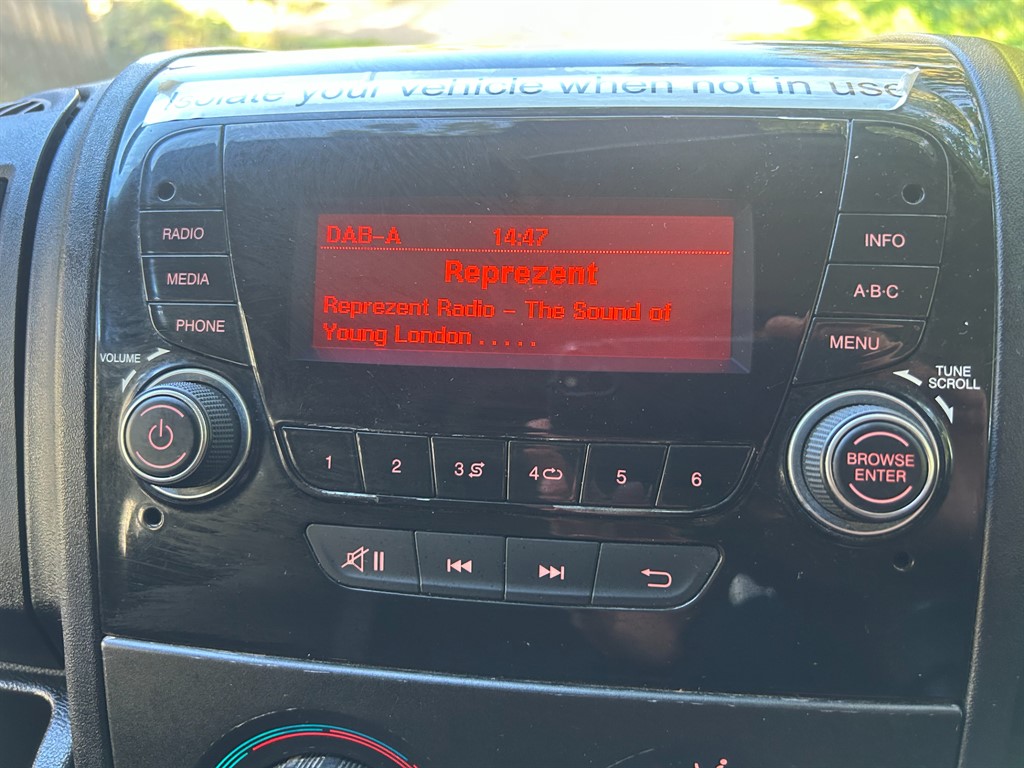 Isolate your vehicle when not in use
RADIO
MEDIA
PHONE
VOLUME
DAB-A 14:47
Reprezent
Reprezent Radio - The Sound of
Young London . . . . .
INFO
A·B·C
MENU
TUNE
SCROLL
BROWSE
ENTER
1 2 3 4 5 6